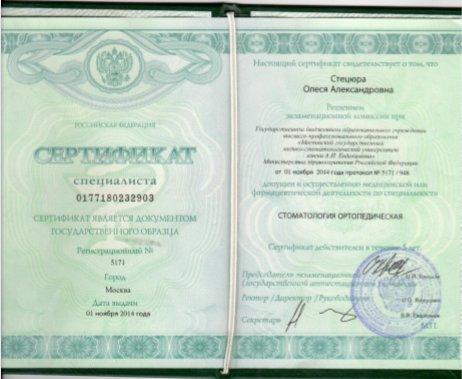 РОССИЙСКАЯ ФЕДЕРАЦИЯ
СЕРТИФИКАТ
специалиста
0177180232903
СЕРТИФИКАТ ЯВЛЯЕТСЯ ДОКУМЕНТОМ
ГОСУДАРСТВЕННОГО ОБРАЗЦА
Регистрационный №
5171
Город
Москва
Дата выдачи
01 ноября 2014 года
Настоящий сертификат свидетельствует о том, что
Стецюра
Олеся Александровна
Решением
экзаменационной комиссии при
Государственном бюджетном образовательном учреждении
высшего профессионального образования
«Московский государственный
медико-стоматологический университет
имени А.И. Евдокимова»
Министерства здравоохранения Российской Федерации
от 01 ноября 2014 года протокол № 5171 / 948
допущен к осуществлению медицинской или
фармацевтической деятельности по специальности
СТОМАТОЛОГИЯ ОРТОПЕДИЧЕСКАЯ
Сертификат действителен в течение 5 лет.
Председатель экзаменационной
(государственной аттестационной)
Ректор /Директор /Руководитель
Секретарь
М.П.